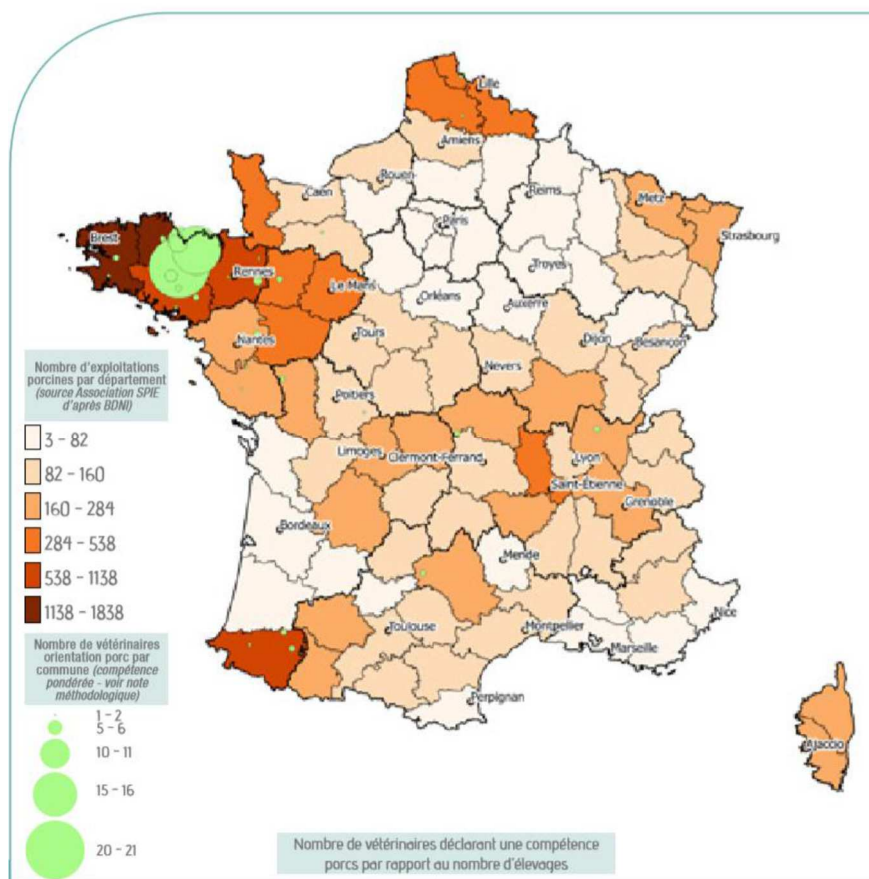 Lille
Amiens
Rouen
Caen
Reims
Metz
Paris
Strasbourg
Brest
Rennes
Le Mans
Troyes
Orléans
Auxerre
Nantes
Tours
Dijon
Besançon
Nevers
Poitiers
Limoges
Clermont-Ferrand
Lyon
Saint-Étienne
Grenoble
Bordeaux
Mende
Toulouse
Montpellier
Nice
Marseille
Perpignan
Ajaccio
Nombre d'exploitations
porcines par département
(source Association SPIE
d'après BDNI)
3 – 82
82 – 160
160 – 284
284 – 538
538 – 1138
1138 – 1838
Nombre de vétérinaires
orientation porc par
commune (compétence
pondérée - voir note
méthodologique)
1 – 2
5 – 6
10 – 11
15 – 16
20 – 21
Nombre de vétérinaires déclarant une compétence
porcs par rapport au nombre d'élevages